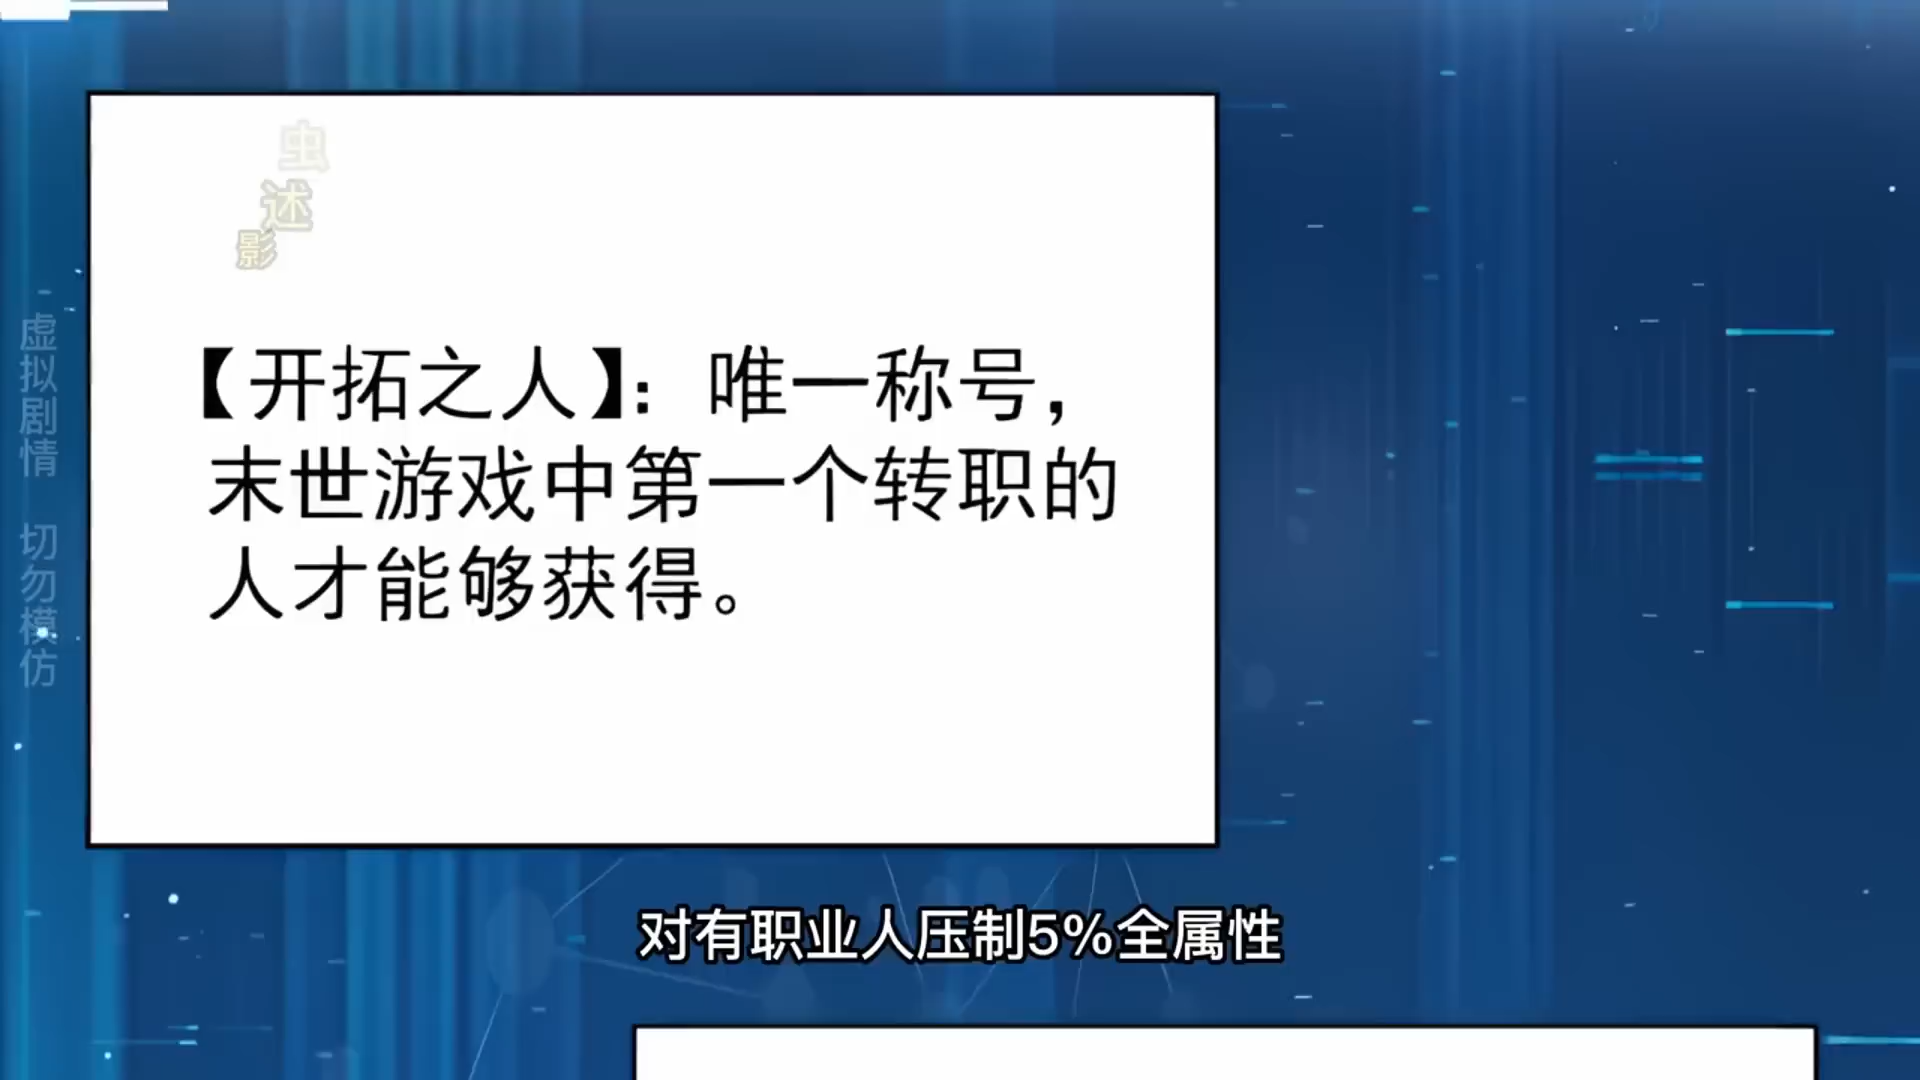 虫
述
影
【开拓之人】：唯一称号，
末世游戏中第一个转职的
人才能够获得。
虚拟剧情 切勿模仿
对有职业人压制5%全属性